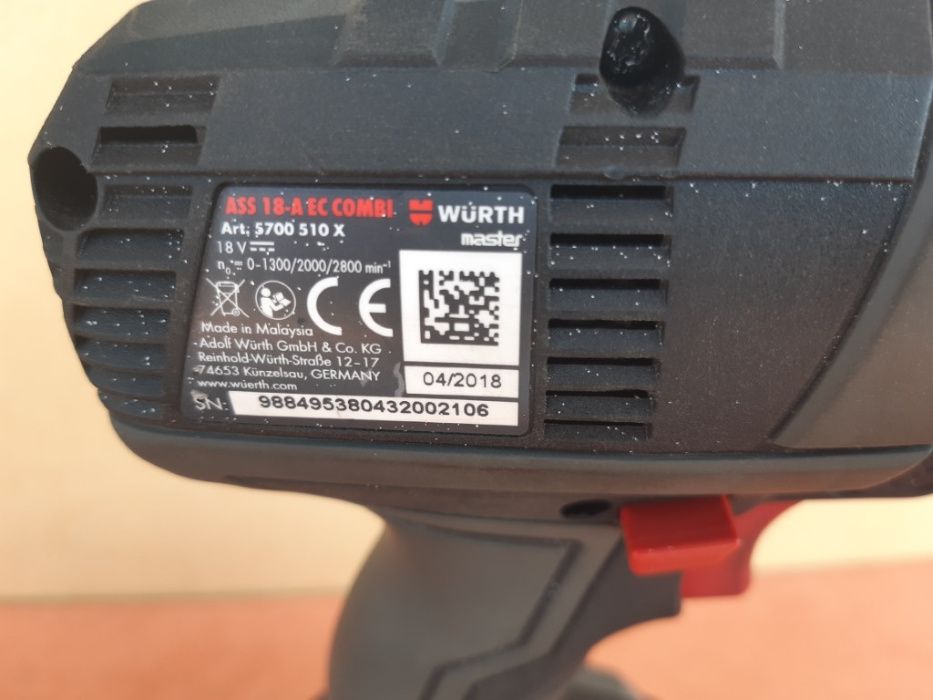 ASS 18-A EC COMBI
WÜRTH
master
Art. 5700 510 X
18 V
n₀ = 0-1300/2000/2800 min⁻¹
CE
Made in Malaysia
Adolf Würth GmbH & Co. KG
Reinhold-Würth-Straße 12-17
74653 Künzelsau, GERMANY
www.wuerth.com
04/2018
SN: 988495380432002106